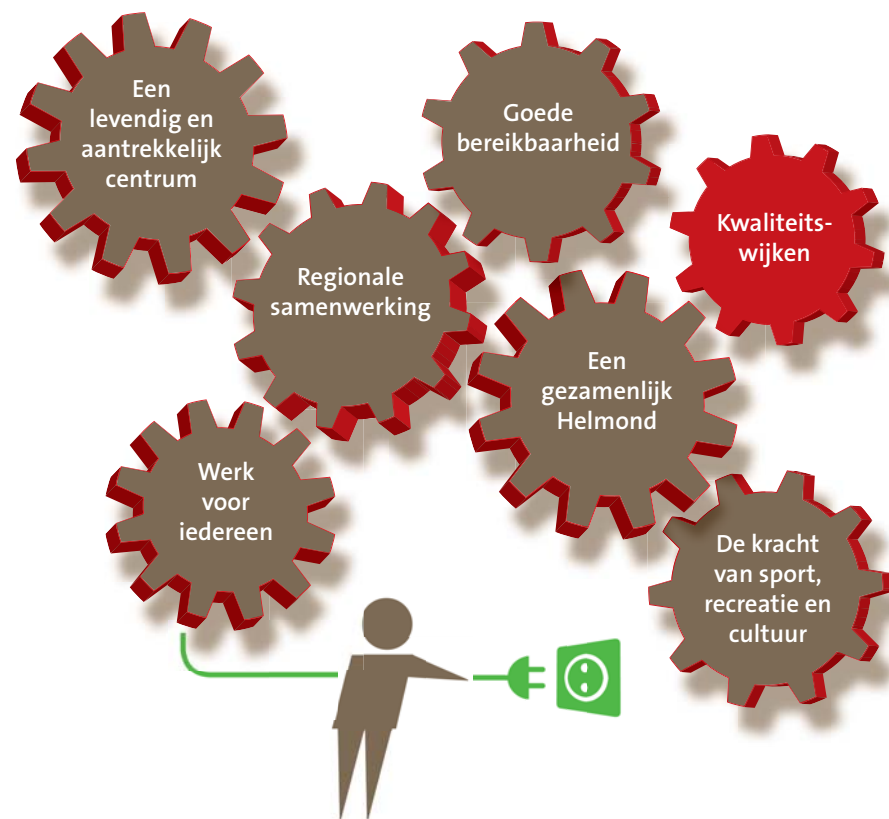 Een
levendig en
aantrekkelijk
centrum
Goede
bereikbaarheid
Kwaliteits-
wijken
Regionale
samenwerking
Een
gezamenlijk
Helmond
Werk
voor
iedereen
De kracht
van sport,
recreatie en
cultuur